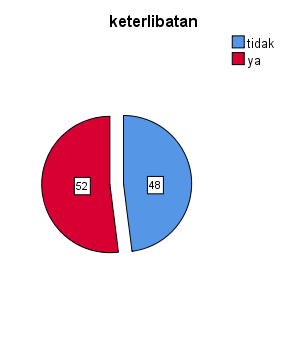 keterlibatan
tidak
ya
52
48